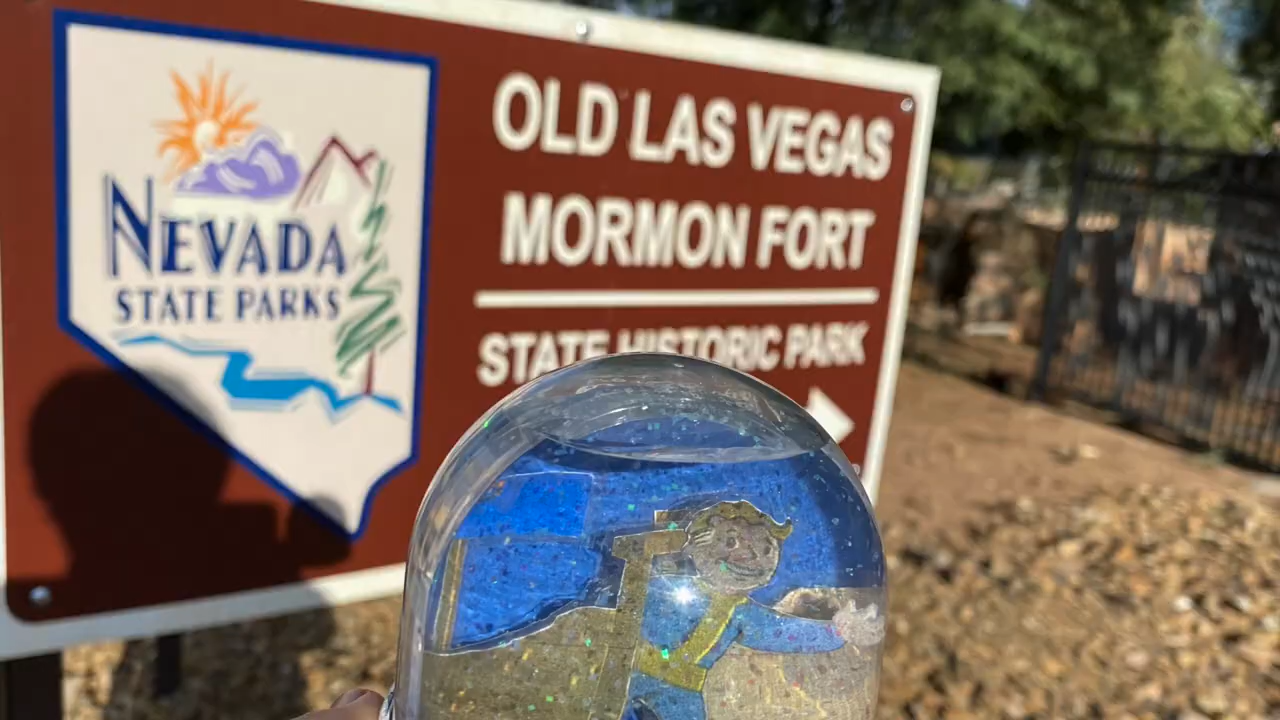 NEVADA
STATE PARKS
OLD LAS VEGAS
MORMON FORT
STATE HISTORIC PARK